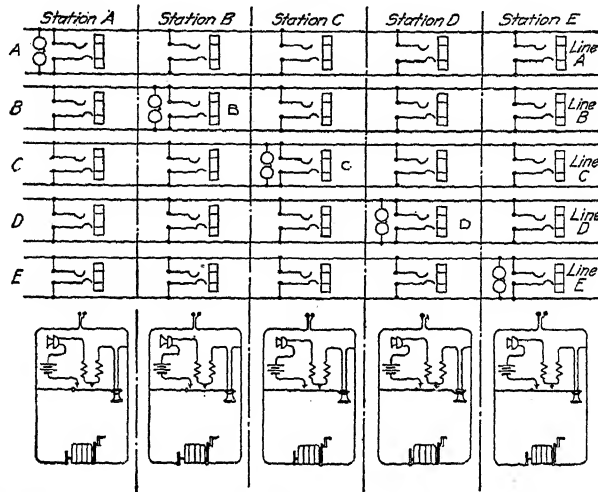 Station A Station B Station C Station D Station E
A Line A
B B Line B
C C. Line C
D D Line D
E Line E